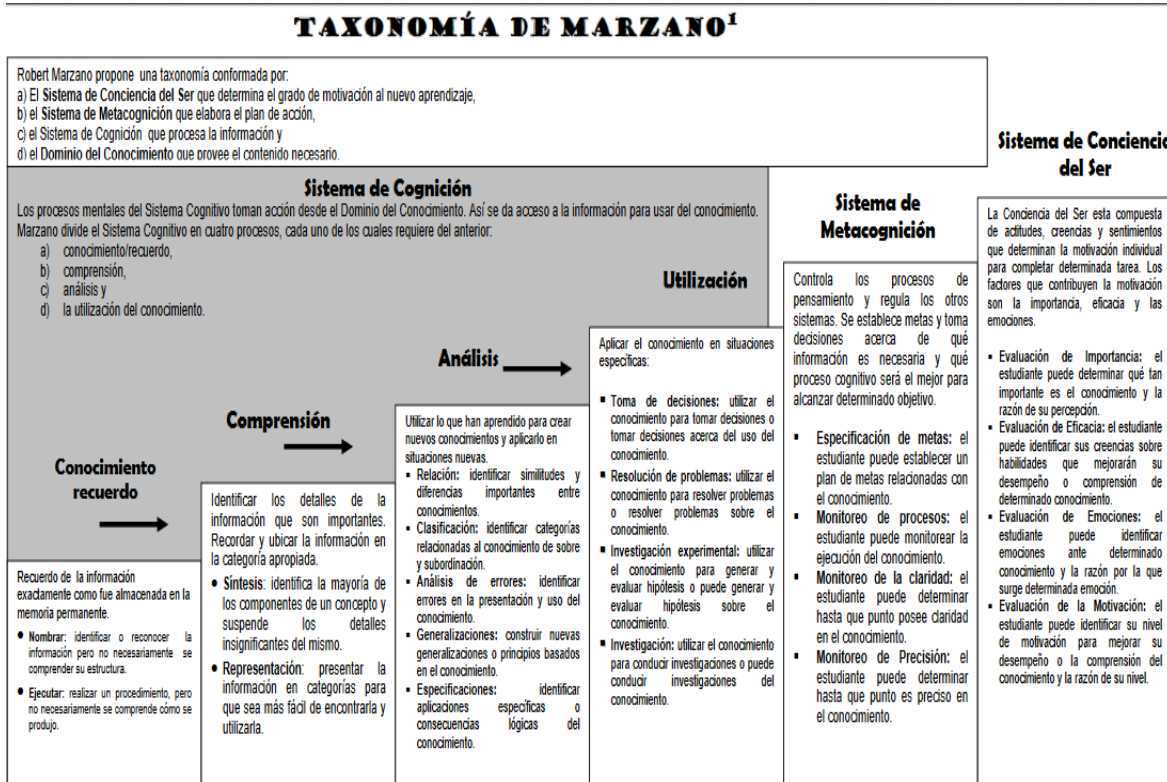 TAXONOMÍA DE MARZANO¹
Robert Marzano propone una taxonomía conformada por:
a) El Sistema de Conciencia del Ser que determina el grado de motivación al nuevo aprendizaje,
b) el Sistema de Metacognición que elabora el plan de acción,
c) el Sistema de Cognición que procesa la información y
d) el Dominio del Conocimiento que provee el contenido necesario.
Sistema de Cognición
Los procesos mentales del Sistema Cognitivo toman acción desde el Dominio del Conocimiento. Así se da acceso a la información para usar del conocimiento.
Marzano divide el Sistema Cognitivo en cuatro procesos, cada uno de los cuales requiere del anterior:
a) conocimiento/recuerdo,
b) comprensión,
c) análisis y
d) la utilización del conocimiento.
Conocimiento
recuerdo
Recuerdo de la información
exactamente como fue almacenada en la
memoria permanente.
• Nombrar: identificar o reconocer la
información pero no necesariamente se
comprender su estructura.
• Ejecutar: realizar un procedimiento, pero
no necesariamente se comprende cómo se
produjo.
Comprensión
Identificar los detalles de la
información que son importantes.
Recordar y ubicar la información en
la categoría apropiada.
• Síntesis: identifica la mayoría de
los componentes de un concepto y
suspende los detalles
insignificantes del mismo.
• Representación: presentar la
información en categorías para
que sea más fácil de encontrarla y
utilizarla.
Análisis
Utilizar lo que han aprendido para crear
nuevos conocimientos y aplicarlo en
situaciones nuevas.
▪ Relación: identificar similitudes y
diferencias importantes entre
conocimientos.
▪ Clasificación: identificar categorías
relacionadas al conocimiento de sobre
y subordinación.
▪ Análisis de errores: identificar
errores en la presentación y uso del
conocimiento.
▪ Generalizaciones: construir nuevas
generalizaciones o principios basados
en el conocimiento.
▪ Especificaciones: identificar
aplicaciones específicas o
consecuencias lógicas del
conocimiento.
Utilización
Aplicar el conocimiento en situaciones
específicas:
▪ Toma de decisiones: utilizar el
conocimiento para tomar decisiones o
tomar decisiones acerca del uso del
conocimiento.
▪ Resolución de problemas: utilizar el
conocimiento para resolver problemas
o resolver problemas sobre el
conocimiento.
▪ Investigación experimental: utilizar
el conocimiento para generar y
evaluar hipótesis o puede generar y
evaluar hipótesis sobre el
conocimiento.
▪ Investigación: utilizar el conocimiento
para conducir investigaciones o puede
conducir investigaciones del
conocimiento.
Sistema de
Metacognición
Controla los procesos de
pensamiento y regula los otros
sistemas. Se establece metas y toma
decisiones acerca de qué
información es necesaria y qué
proceso cognitivo será el mejor para
alcanzar determinado objetivo.
▪ Especificación de metas: el
estudiante puede establecer un
plan de metas relacionadas con
el conocimiento.
▪ Monitoreo de procesos: el
estudiante puede monitorear la
ejecución del conocimiento.
▪ Monitoreo de la claridad: el
estudiante puede determinar
hasta que punto posee claridad
en el conocimiento.
▪ Monitoreo de Precisión: el
estudiante puede determinar
hasta que punto es preciso en
el conocimiento.
Sistema de Conciencia
del Ser
La Conciencia del Ser esta compuesta
de actitudes, creencias y sentimientos
que determinan la motivación individual
para completar determinada tarea. Los
factores que contribuyen la motivación
son la importancia, eficacia y las
emociones.
▪ Evaluación de Importancia: el
estudiante puede determinar qué tan
importante es el conocimiento y la
razón de su percepción.
▪ Evaluación de Eficacia: el estudiante
puede identificar sus creencias sobre
habilidades que mejorarán su
desempeño o comprensión de
determinado conocimiento.
▪ Evaluación de Emociones: el
estudiante puede identificar
emociones ante determinado
conocimiento y la razón por la que
surge determinada emoción.
▪ Evaluación de la Motivación: el
estudiante puede identificar su nivel
de motivación para mejorar su
desempeño o la comprensión del
conocimiento y la razón de su nivel.